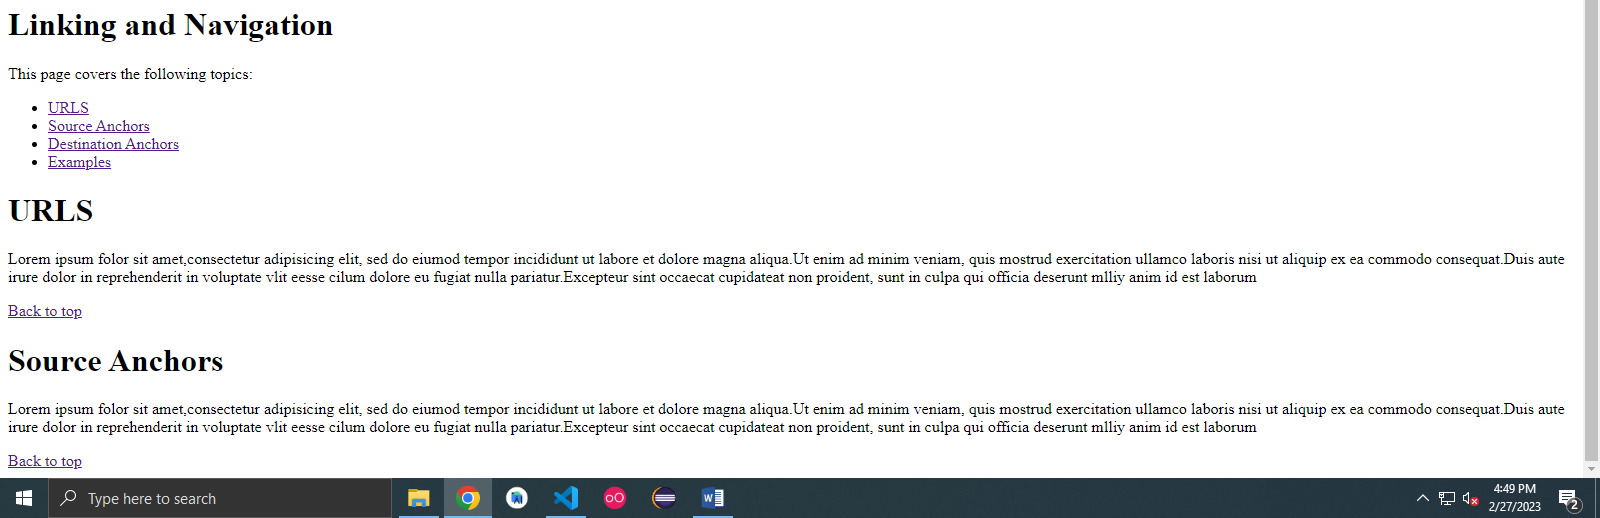 Linking and Navigation
This page covers the following topics:
URLS
Source Anchors
Destination Anchors
Examples
URLS
Lorem ipsum folor sit amet,consectetur adipisicing elit, sed do eiumod tempor incididunt ut labore et dolore magna aliqua.Ut enim ad minim veniam, quis mostrud exercitation ullamco laboris nisi ut aliquip ex ea commodo consequat.Duis aute
irure dolor in reprehenderit in voluptate vlit eesse cilum dolore eu fugiat nulla pariatur.Excepteur sint occaecat cupidateat non proident, sunt in culpa qui officia deserunt mlliy anim id est laborum
Back to top
Source Anchors
Lorem ipsum folor sit amet,consectetur adipisicing elit, sed do eiumod tempor incididunt ut labore et dolore magna aliqua.Ut enim ad minim veniam, quis mostrud exercitation ullamco laboris nisi ut aliquip ex ea commodo consequat.Duis aute
irure dolor in reprehenderit in voluptate vlit eesse cilum dolore eu fugiat nulla pariatur.Excepteur sint occaecat cupidateat non proident, sunt in culpa qui officia deserunt mlliy anim id est laborum
Back to top
Type here to search
4:49 PM
2/27/2023
2